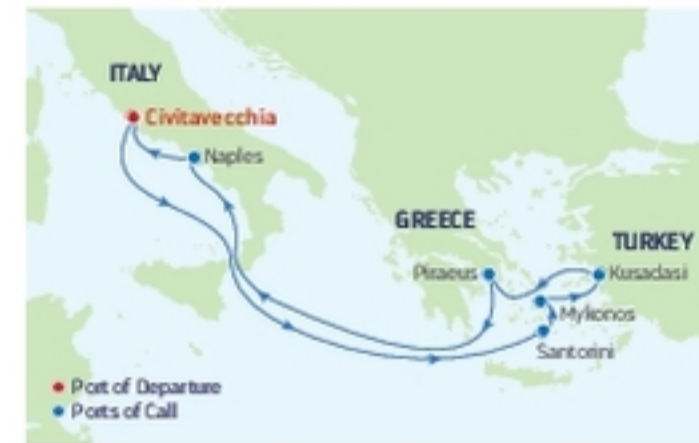 ITALY
Civitavecchia
Naples
GREECE
TURKEY
Piraeus
Kusadasi
Mykonos
Santorini
Port of Departure
Ports of Call